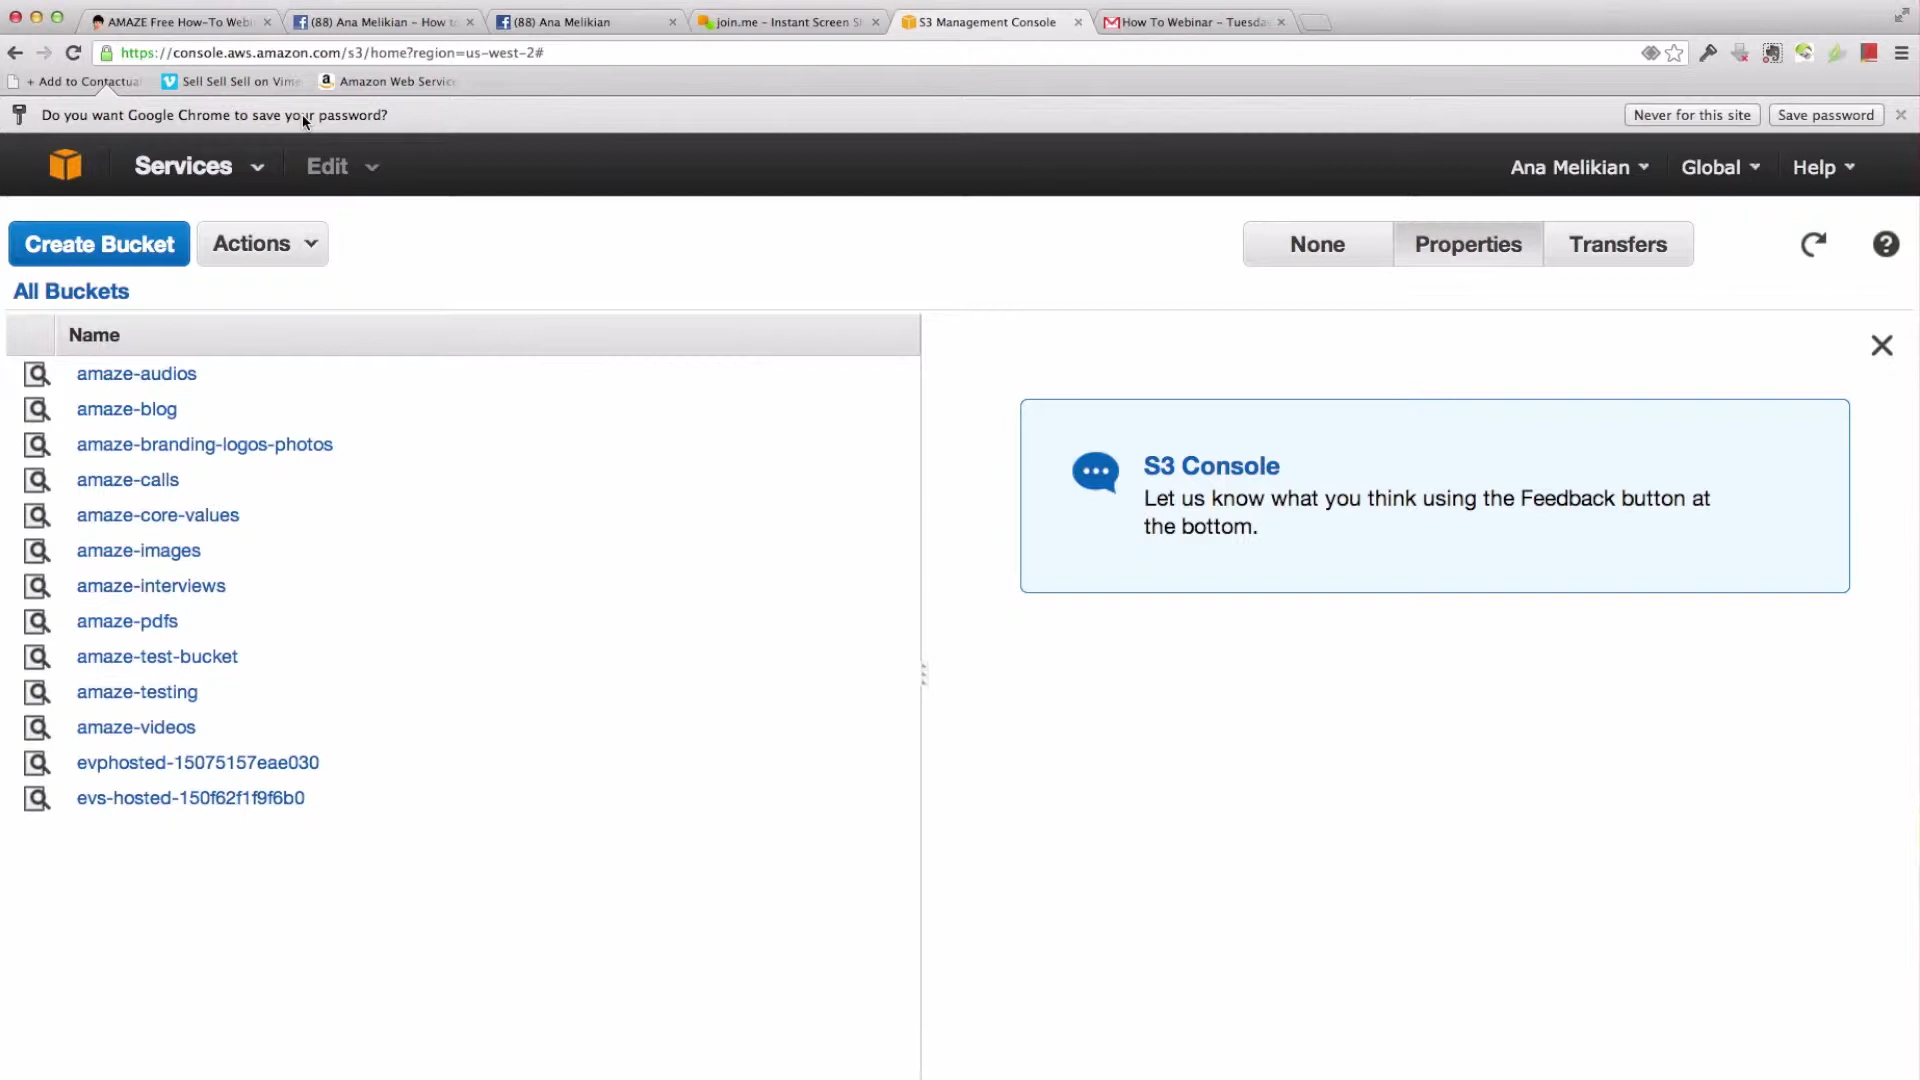 AMAZE Free How-To Webi
(88) Ana Melikian - How to
(88) Ana Melikian
join.me - Instant Screen Sh
S3 Management Console
How To Webinar - Tuesda
https://console.aws.amazon.com/s3/home?region=us-west-2#
+ Add to Contactua
Sell Sell Sell on Vime
Amazon Web Service
Do you want Google Chrome to save your password?
Never for this site
Save password
Services
Edit
Ana Melikian
Global
Help
Create Bucket
Actions
None
Properties
Transfers
All Buckets
Name
amaze-audios
amaze-blog
amaze-branding-logos-photos
amaze-calls
amaze-core-values
amaze-images
amaze-interviews
amaze-pdfs
amaze-test-bucket
amaze-testing
amaze-videos
evphosted-15075157eae030
evs-hosted-150f62f1f9f6b0
S3 Console
Let us know what you think using the Feedback button at
the bottom.